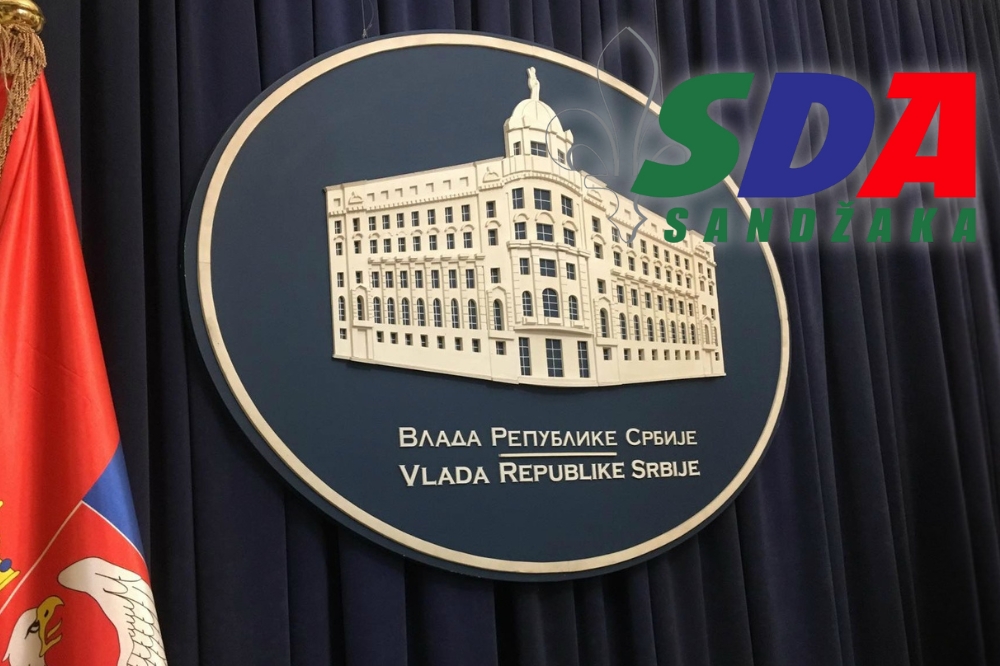 SDA
SANDŽAKA
Влада Републике Србије
Vlada Republike Srbije